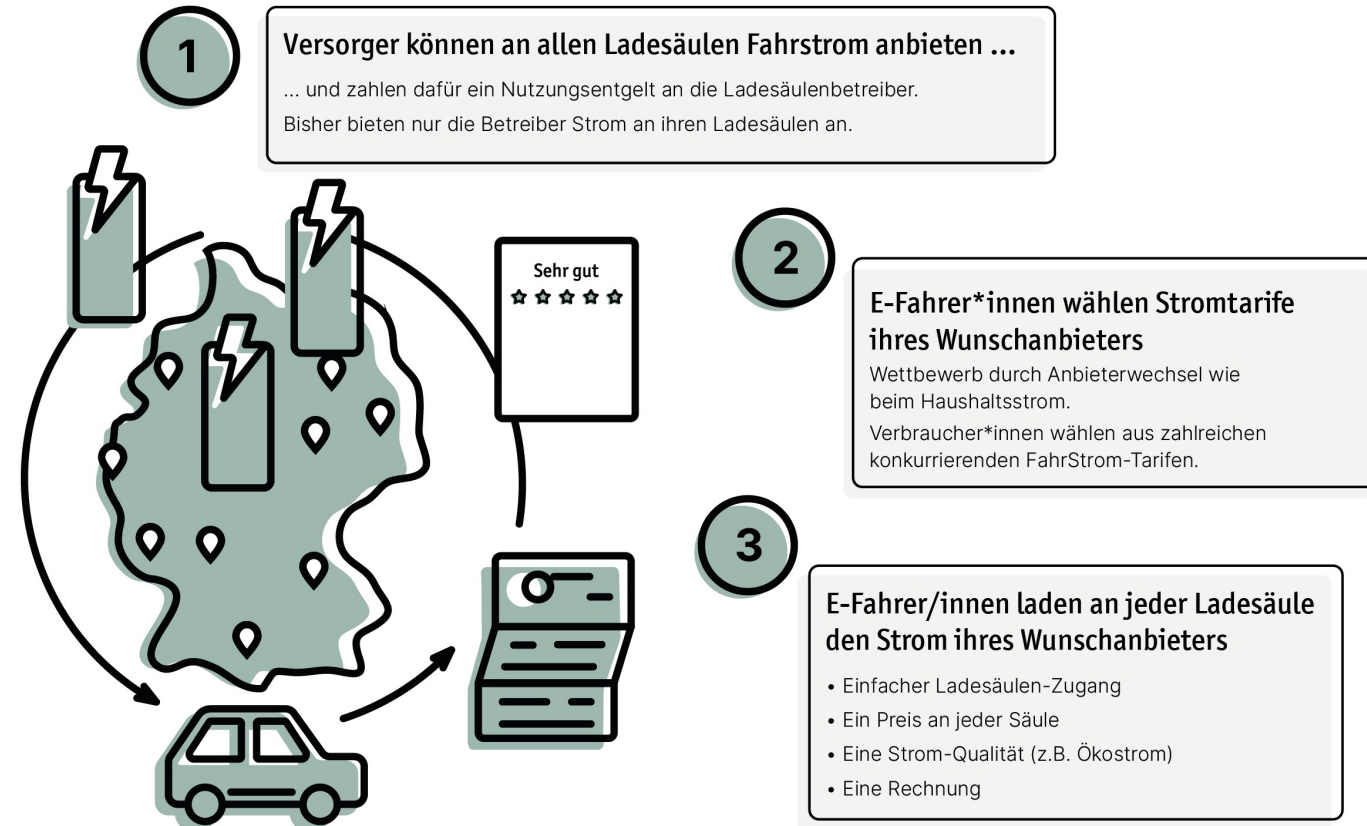 1
Versorger können an allen Ladesäulen Fahrstrom anbieten ...
... und zahlen dafür ein Nutzungsentgelt an die Ladesäulenbetreiber.
Bisher bieten nur die Betreiber Strom an ihren Ladesäulen an.
Sehr gut
2
E-Fahrer*innen wählen Stromtarife
ihres Wunschanbieters
Wettbewerb durch Anbieterwechsel wie
beim Haushaltsstrom.
Verbraucher*innen wählen aus zahlreichen
konkurrierenden FahrStrom-Tarifen.
3
E-Fahrer/innen laden an jeder Ladesäule
den Strom ihres Wunschanbieters
• Einfacher Ladesäulen-Zugang
• Ein Preis an jeder Säule
• Eine Strom-Qualität (z.B. Ökostrom)
• Eine Rechnung